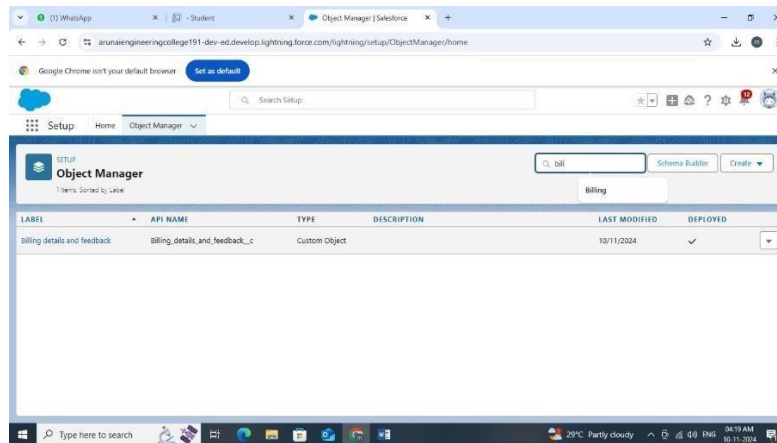 (1) WhatsApp
- Student
Object Manager | Salesforce
arunaiengineeringcollege191-dev-ed.develop.lightning.force.com/lightning/setup/ObjectManager/home
Google Chrome isn't your default browser
Set as default
Search Setup
12
Setup
Home
Object Manager
SETUP
Object Manager
1 Items, Sorted by Label
bill
Schema Builder
Create
Billing
LABEL API NAME TYPE DESCRIPTION LAST MODIFIED DEPLOYED
Billing details and feedback Billing_details_and_feedback__c Custom Object 10/11/2024
Type here to search
29°C Partly cloudy
ENG
04:19 AM
10-11-2024